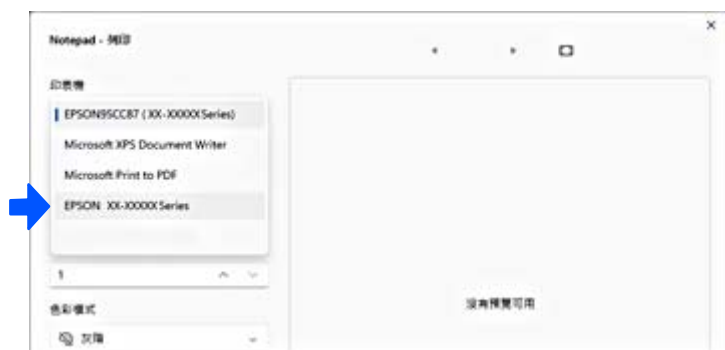 Notepad - 列印
印表機
EPSON95CC87 ( XX-XXXXX Series)
Microsoft XPS Document Writer
Microsoft Print to PDF
EPSON XX-XXXXX Series
1
色彩模式
灰階
沒有預覽可用